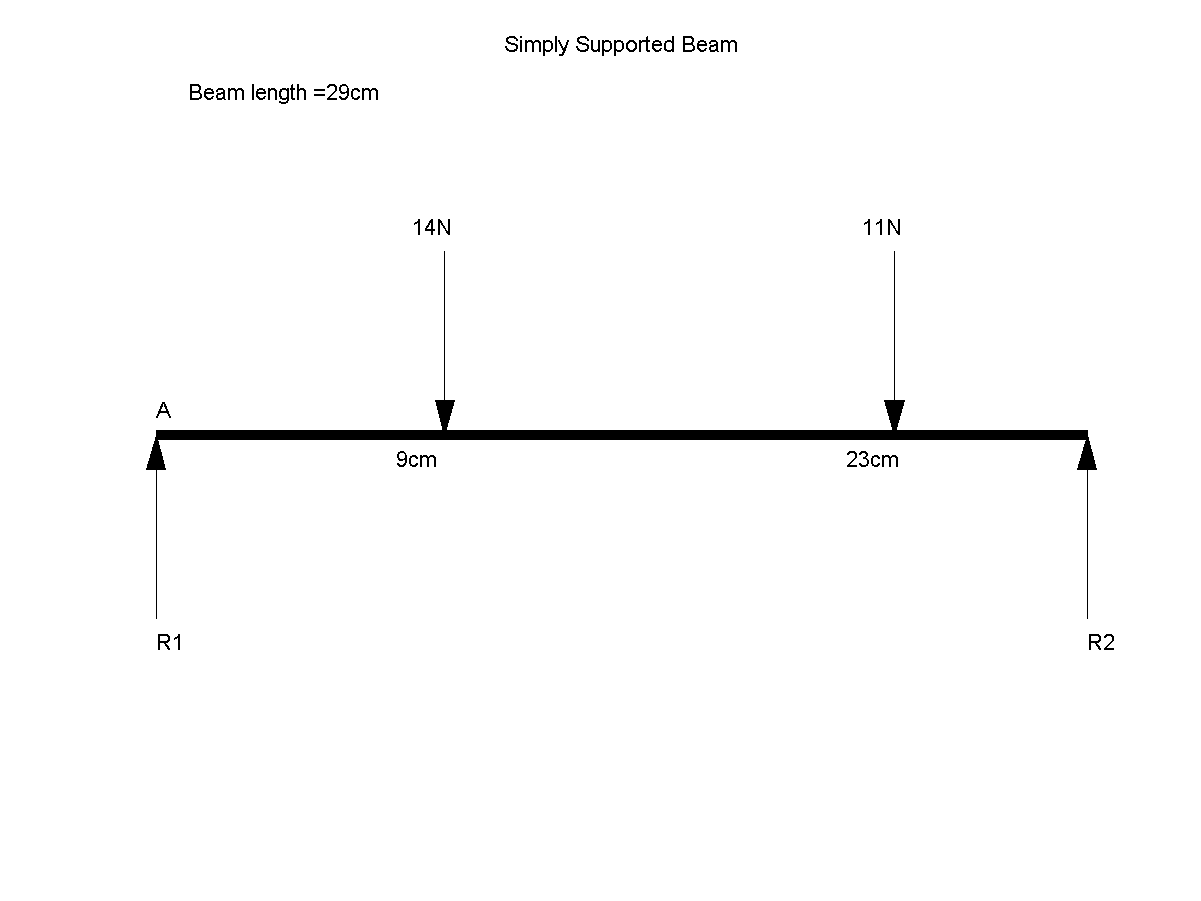 Simply Supported Beam
Beam length =29cm
14N
11N
A
9cm
23cm
R1
R2